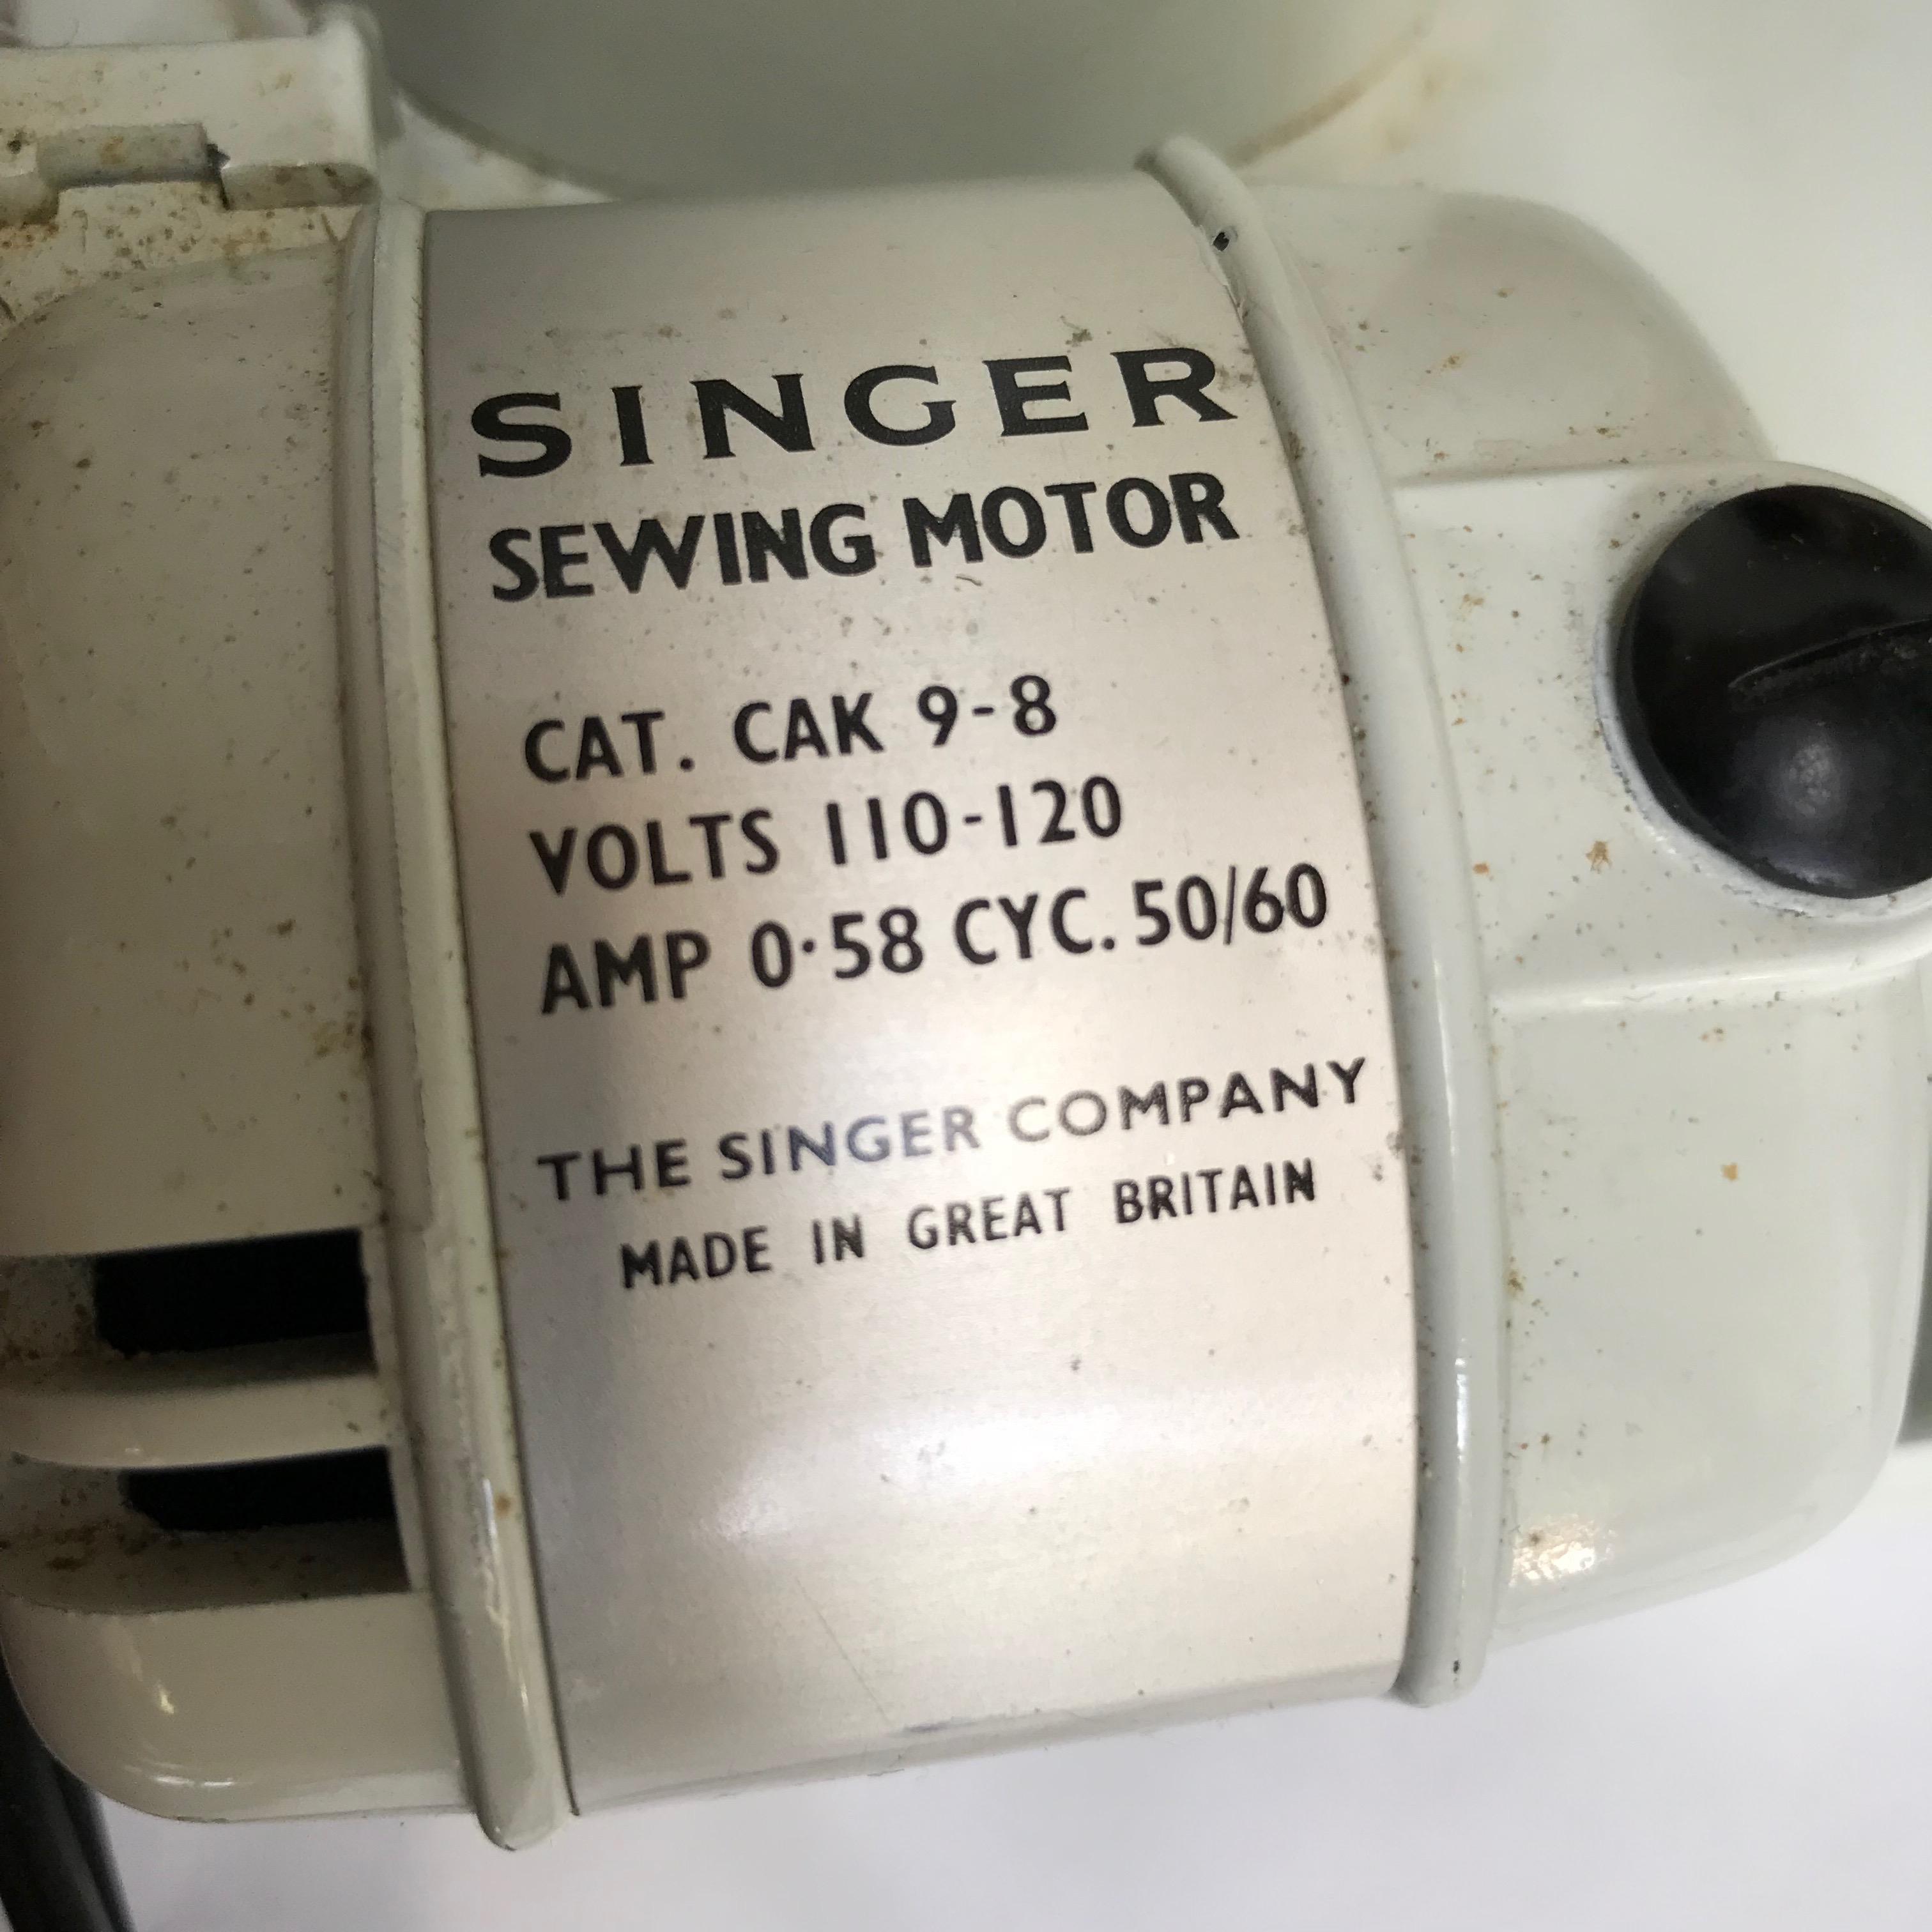 SINGER
SEWING MOTOR
CAT. CAK 9-8
VOLTS 110-120
AMP 0·58 CYC. 50/60
THE SINGER COMPANY
MADE IN GREAT BRITAIN